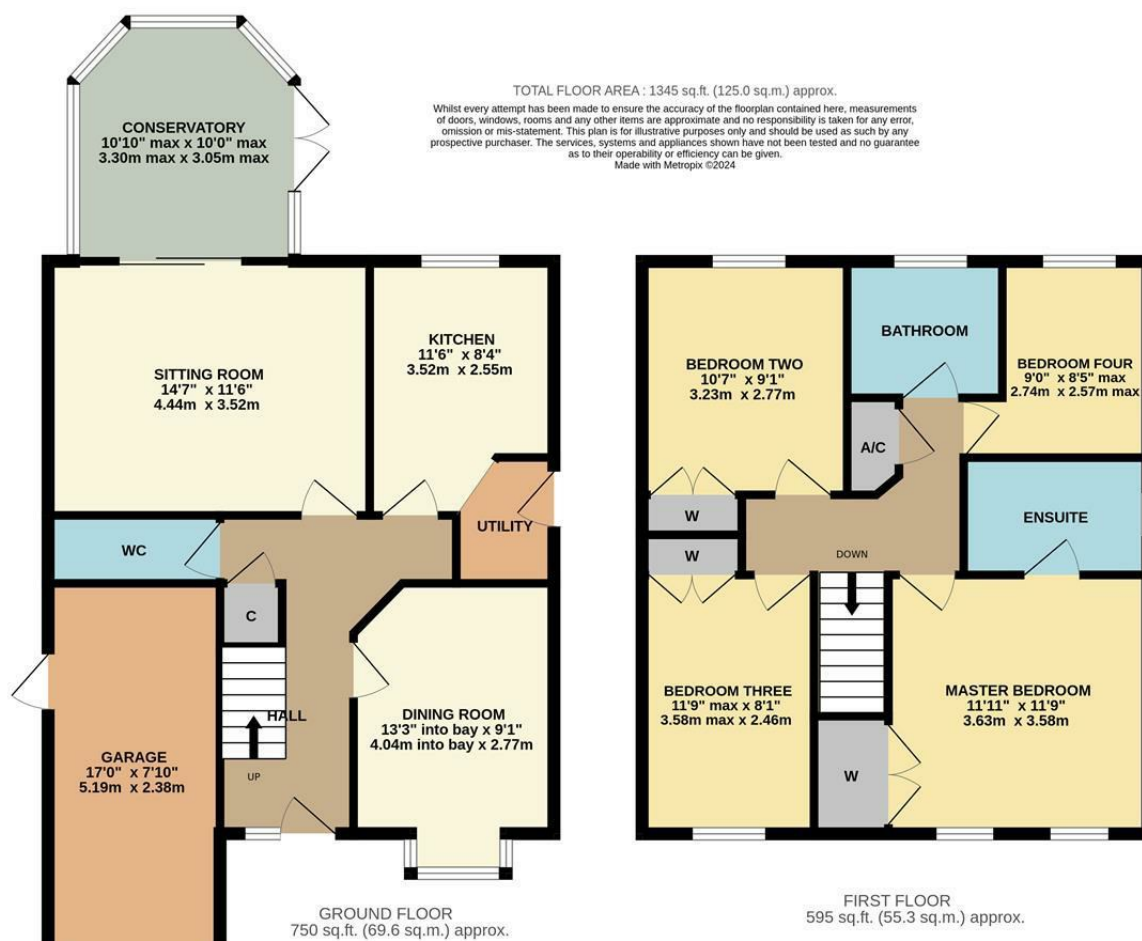 TOTAL FLOOR AREA : 1345 sq.ft. (125.0 sq.m.) approx.
Whilst every attempt has been made to ensure the accuracy of the floorplan contained here, measurements
of doors, windows, rooms and any other items are approximate and no responsibility is taken for any error,
omission or mis-statement. This plan is for illustrative purposes only and should be used as such by any
prospective purchaser. The services, systems and appliances shown have not been tested and no guarantee
as to their operability or efficiency can be given.
Made with Metropix ©2024
CONSERVATORY
10'10" max x 10'0" max
3.30m max x 3.05m max
SITTING ROOM
14'7" x 11'6"
4.44m x 3.52m
KITCHEN
11'6" x 8'4"
3.52m x 2.55m
UTILITY
WC
C
HALL
UP
DINING ROOM
13'3" into bay x 9'1"
4.04m into bay x 2.77m
GARAGE
17'0" x 7'10"
5.19m x 2.38m
GROUND FLOOR
750 sq.ft. (69.6 sq.m.) approx.
BEDROOM TWO
10'7" x 9'1"
3.23m x 2.77m
BATHROOM
BEDROOM FOUR
9'0" x 8'5" max
2.74m x 2.57m max
A/C
W
W
DOWN
ENSUITE
BEDROOM THREE
11'9" max x 8'1"
3.58m max x 2.46m
MASTER BEDROOM
11'11" x 11'9"
3.63m x 3.58m
W
FIRST FLOOR
595 sq.ft. (55.3 sq.m.) approx.